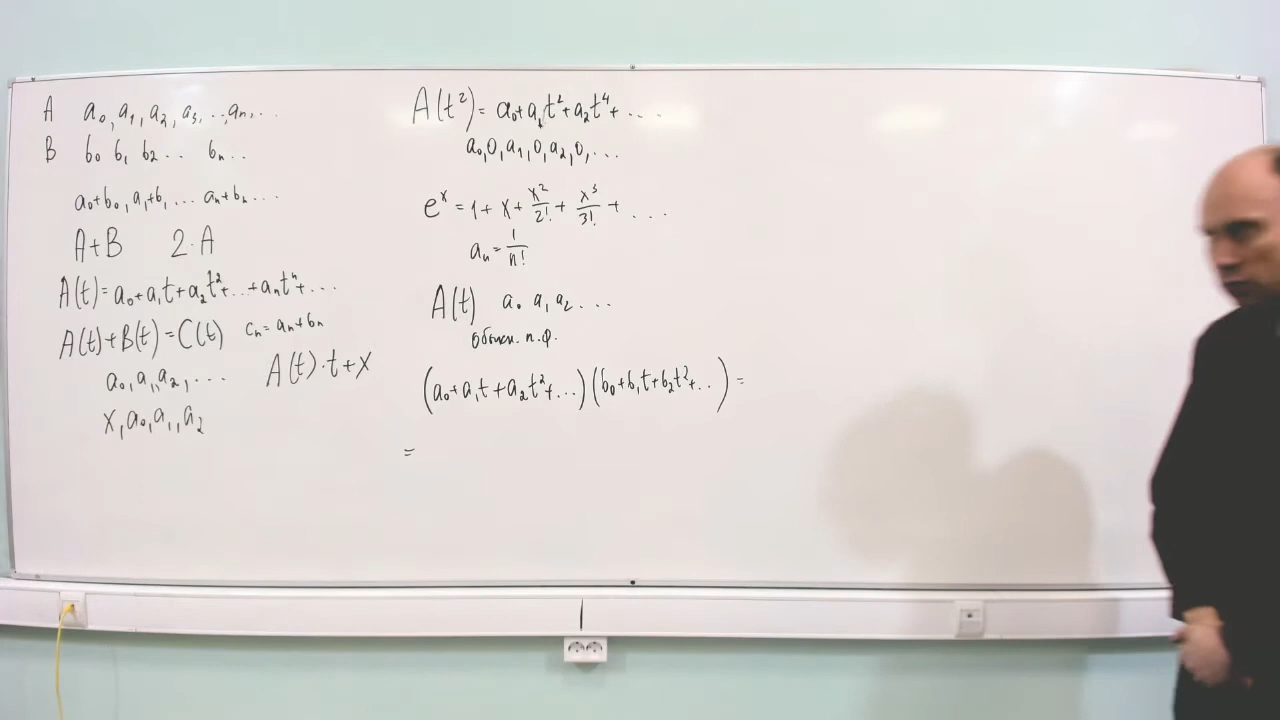 A a₀, a₁, a₂, a₃, ..., aₙ, ...
B b₀ b₁ b₂ ... bₙ ...
a₀+b₀, a₁+b₁, ... aₙ+bₙ ...
A+B 2·A
A(t)=a₀+a₁t+a₂t²+...+aₙtⁿ+...
A(t)+B(t)=C(t) cₙ=aₙ+bₙ
a₀, a₁, a₂, ... A(t)·t+x
x, a₀, a₁, a₂
A(t²)=a₀+a₁t²+a₂t⁴+...
a₀,0,a₁,0,a₂,0,...
eˣ=1+x+x²/2!+x³/3!+...
aₙ=1/n!
A(t) a₀ a₁ a₂ ...
п.ф.
(a₀+a₁t+a₂t²+...)(b₀+b₁t+b₂t²+..)=
=